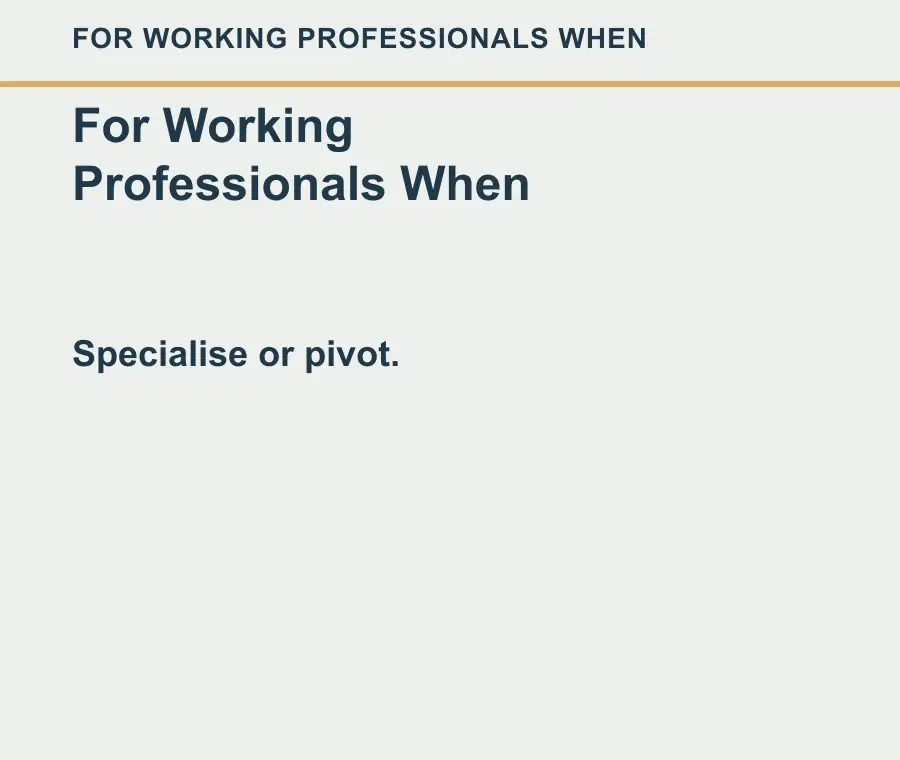 FOR WORKING PROFESSIONALS WHEN
For Working
Professionals When
Specialise or pivot.